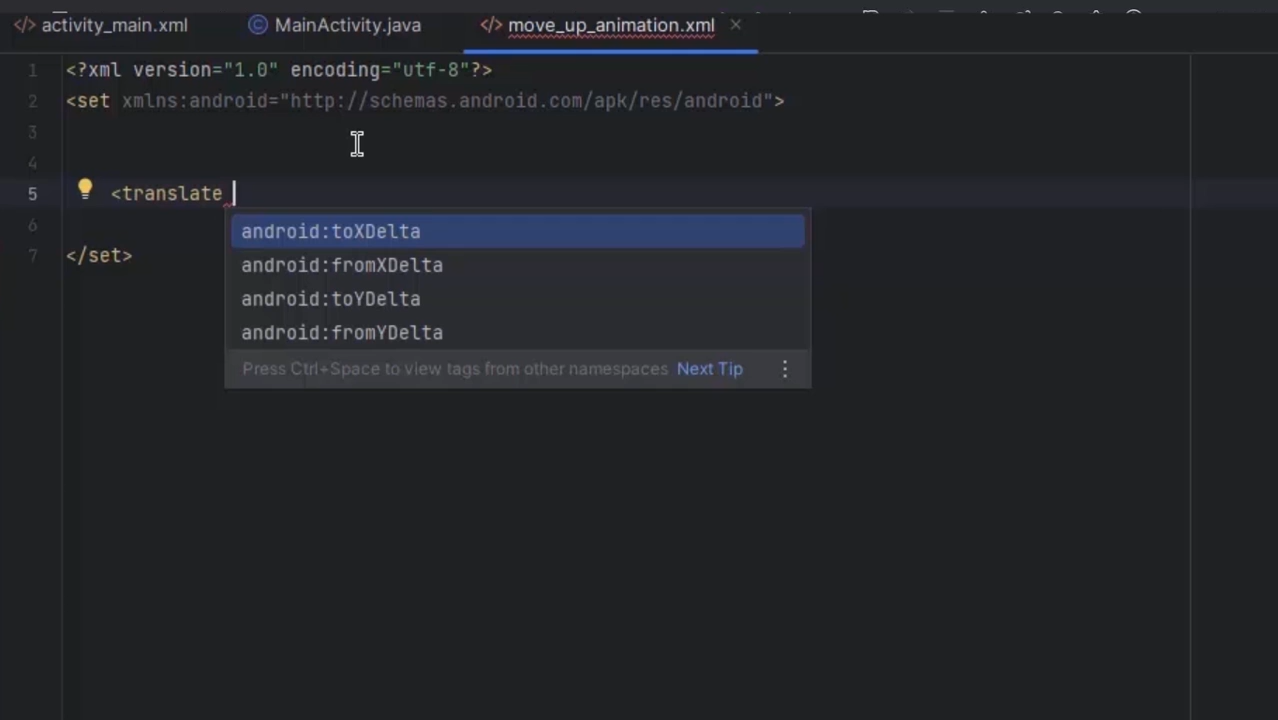 </> activity_main.xml   MainActivity.java   </> move_up_animation.xml ×
1 <?xml version="1.0" encoding="utf-8"?>
2 <set xmlns:android="http://schemas.android.com/apk/res/android">
3
4
5 <translate
android:toXDelta
android:fromXDelta
android:toYDelta
android:fromYDelta
Press Ctrl+Space to view tags from other namespaces Next Tip
6
7 </set>